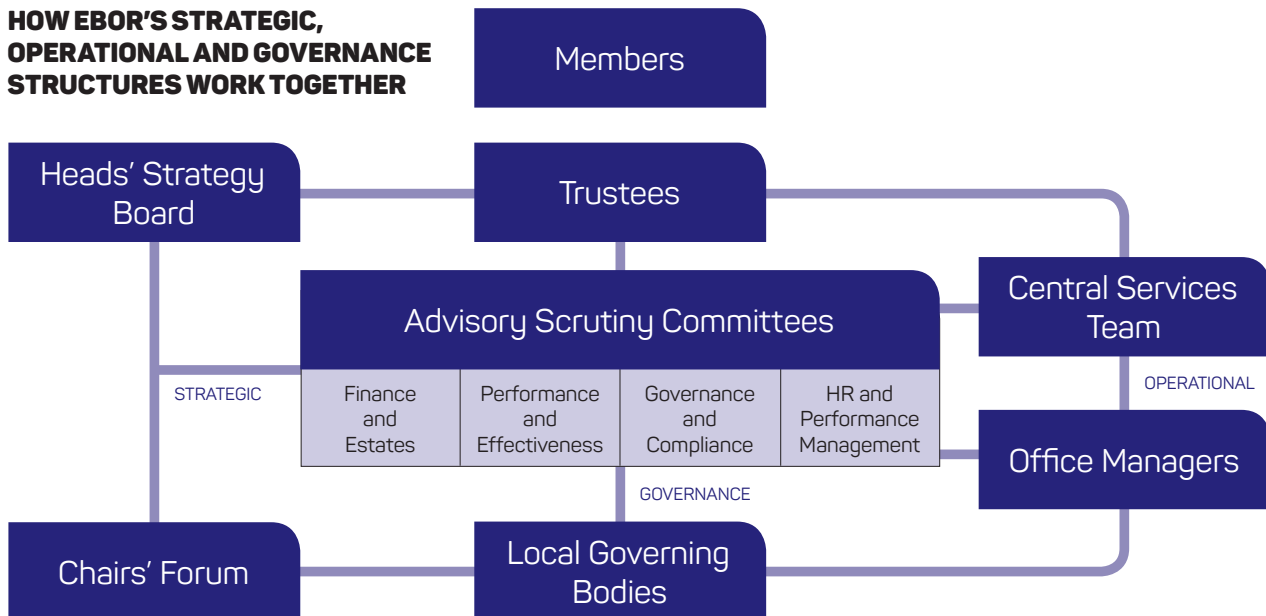 HOW EBOR'S STRATEGIC,
OPERATIONAL AND GOVERNANCE
STRUCTURES WORK TOGETHER
Members
Heads' Strategy
Board
Trustees
Central Services
Team
Advisory Scrutiny Committees
STRATEGIC
OPERATIONAL
Finance
and
Estates
Performance
and
Effectiveness
Governance
and
Compliance
HR and
Performance
Management
Office Managers
GOVERNANCE
Chairs' Forum
Local Governing
Bodies